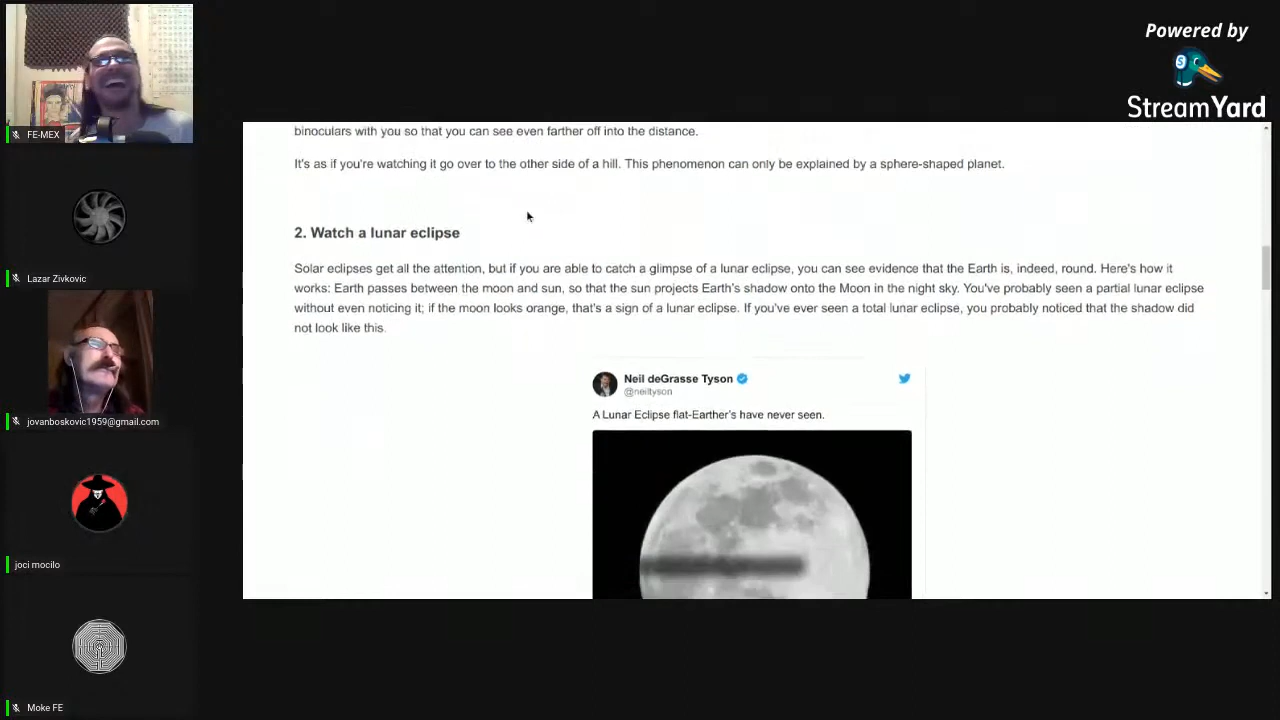 Powered by
StreamYard
FE-MEX
Lazar Zivkovic
jovanboskovic1959@gmail.com
joci mocilo
Moke FE
binoculars with you so that you can see even farther off into the distance.
It's as if you're watching it go over to the other side of a hill. This phenomenon can only be explained by a sphere-shaped planet.
2. Watch a lunar eclipse
Solar eclipses get all the attention, but if you are able to catch a glimpse of a lunar eclipse, you can see evidence that the Earth is, indeed, round. Here's how it
works: Earth passes between the moon and sun, so that the sun projects Earth's shadow onto the Moon in the night sky. You've probably seen a partial lunar eclipse
without even noticing it; if the moon looks orange, that's a sign of a lunar eclipse. If you've ever seen a total lunar eclipse, you probably noticed that the shadow did
not look like this.
Neil deGrasse Tyson
@neiltyson
A Lunar Eclipse flat-Earther's have never seen.